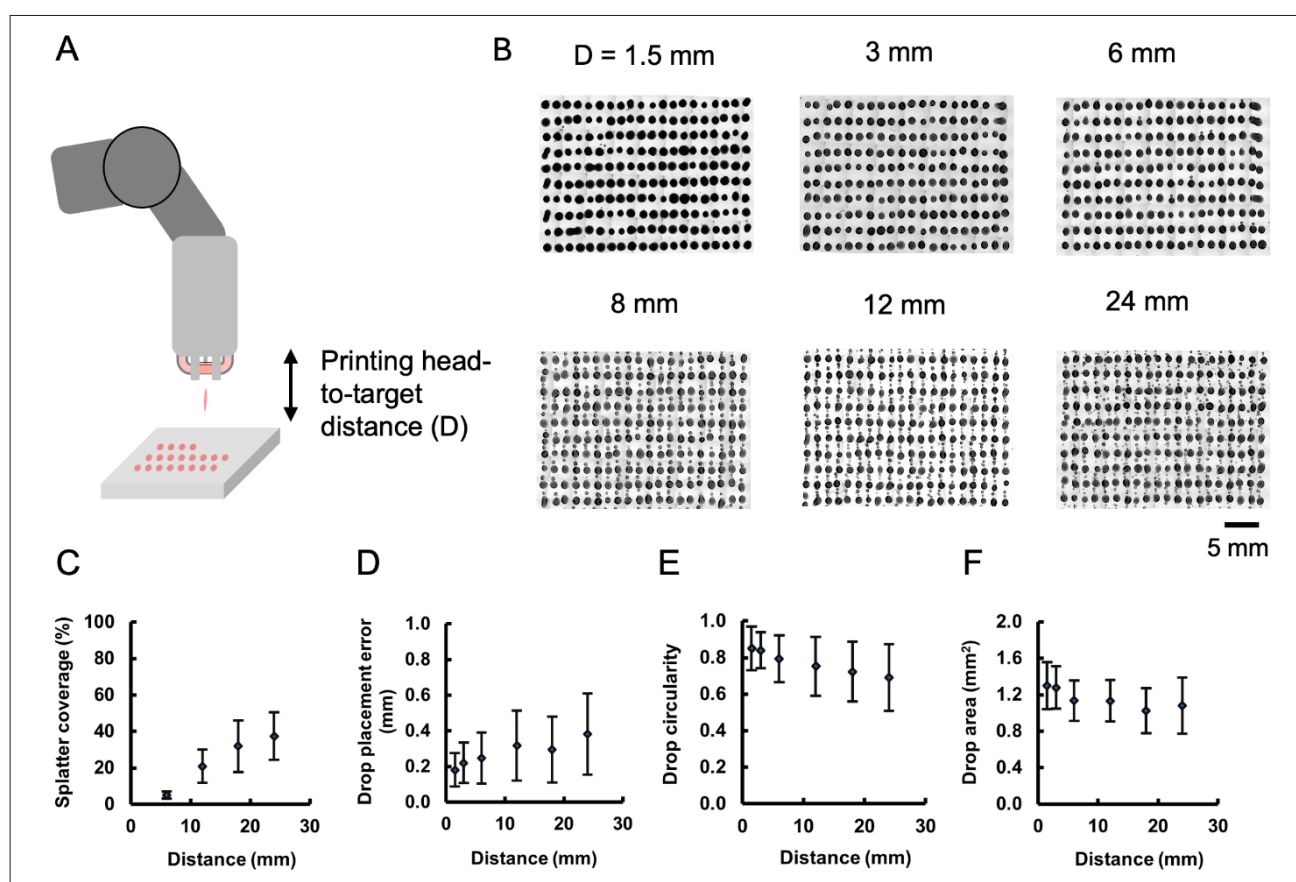 A
Printing head-
to-target
distance (D)
B
D = 1.5 mm
3 mm
6 mm
8 mm
12 mm
24 mm
5 mm
C
Splatter coverage (%)
100
80
60
40
20
0
0
10
20
30
Distance (mm)
D
Drop placement error
(mm)
1.0
0.8
0.6
0.4
0.2
0.0
0
10
20
30
Distance (mm)
E
Drop circularity
1.0
0.8
0.6
0.4
0.2
0.0
0
10
20
30
Distance (mm)
F
Drop area (mm²)
2.0
1.6
1.2
0.8
0.4
0.0
0
10
20
30
Distance (mm)